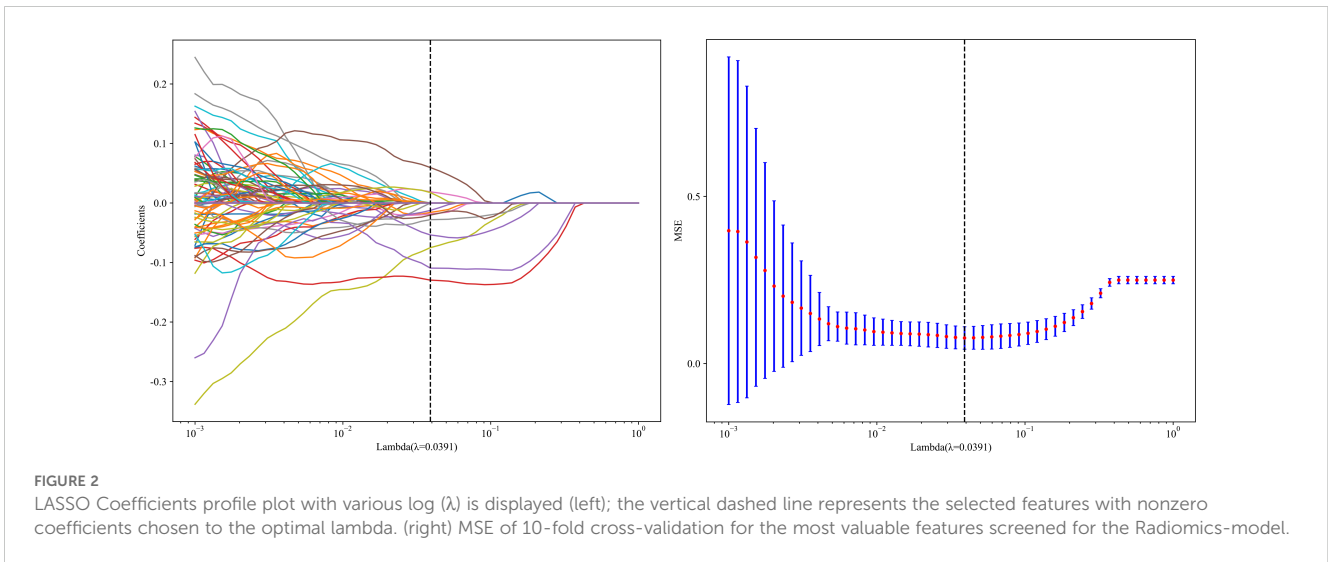 0.2
0.1
0.0
-0.1
-0.2
-0.3
Coefficients
10⁻³
10⁻²
10⁻¹
10⁰
Lambda(λ=0.0391)
0.5
0.0
MSE
10⁻³
10⁻²
10⁻¹
10⁰
Lambda(λ=0.0391)
FIGURE 2
LASSO Coefficients profile plot with various log (λ) is displayed (left); the vertical dashed line represents the selected features with nonzero
coefficients chosen to the optimal lambda. (right) MSE of 10-fold cross-validation for the most valuable features screened for the Radiomics-model.